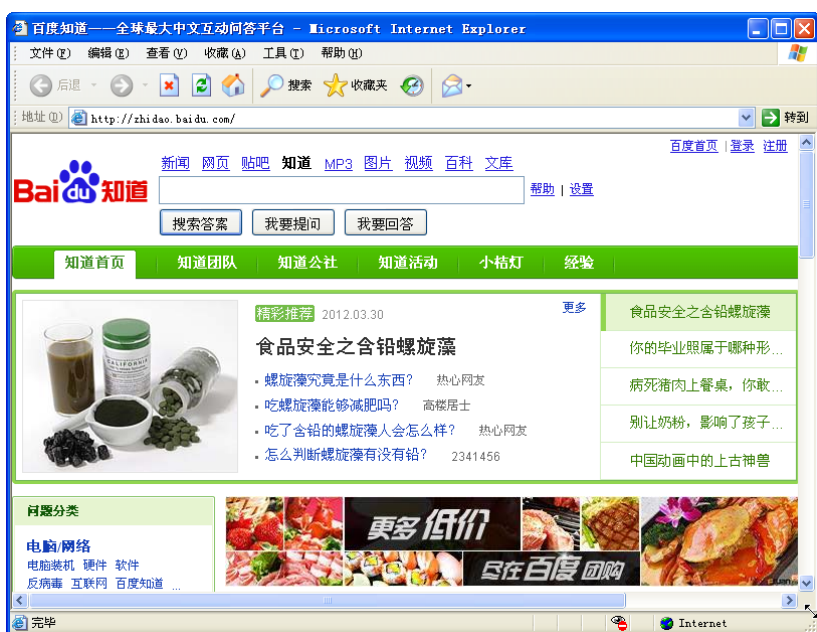 百度知道——全球最大中文互动问答平台 - Microsoft Internet Explorer
文件(F) 编辑(E) 查看(V) 收藏(A) 工具(T) 帮助(H)
后退 搜索 收藏夹
地址(D) http://zhidao.baidu.com/ 转到
百度首页 | 登录 注册
新闻 网页 贴吧 知道 MP3 图片 视频 百科 文库
Bai du 知道
帮助 | 设置
搜索答案 我要提问 我要回答
知道首页 知道团队 知道公社 知道活动 小桔灯 经验
精彩推荐 2012.03.30 更多
食品安全之含铅螺旋藻
螺旋藻究竟是什么东西? 热心网友
吃螺旋藻能够减肥吗? 高楼居士
吃了含铅的螺旋藻人会怎么样? 热心网友
怎么判断螺旋藻有没有铅? 2341456
CALIFORNIA
食品安全之含铅螺旋藻
你的毕业照属于哪种形...
病死猪肉上餐桌，你敢...
别让奶粉，影响了孩子...
中国动画中的上古神兽
问题分类
电脑/网络
电脑装机 硬件 软件
反病毒 互联网 百度知道 ...
更多低价
尽在百度团购
完毕 Internet